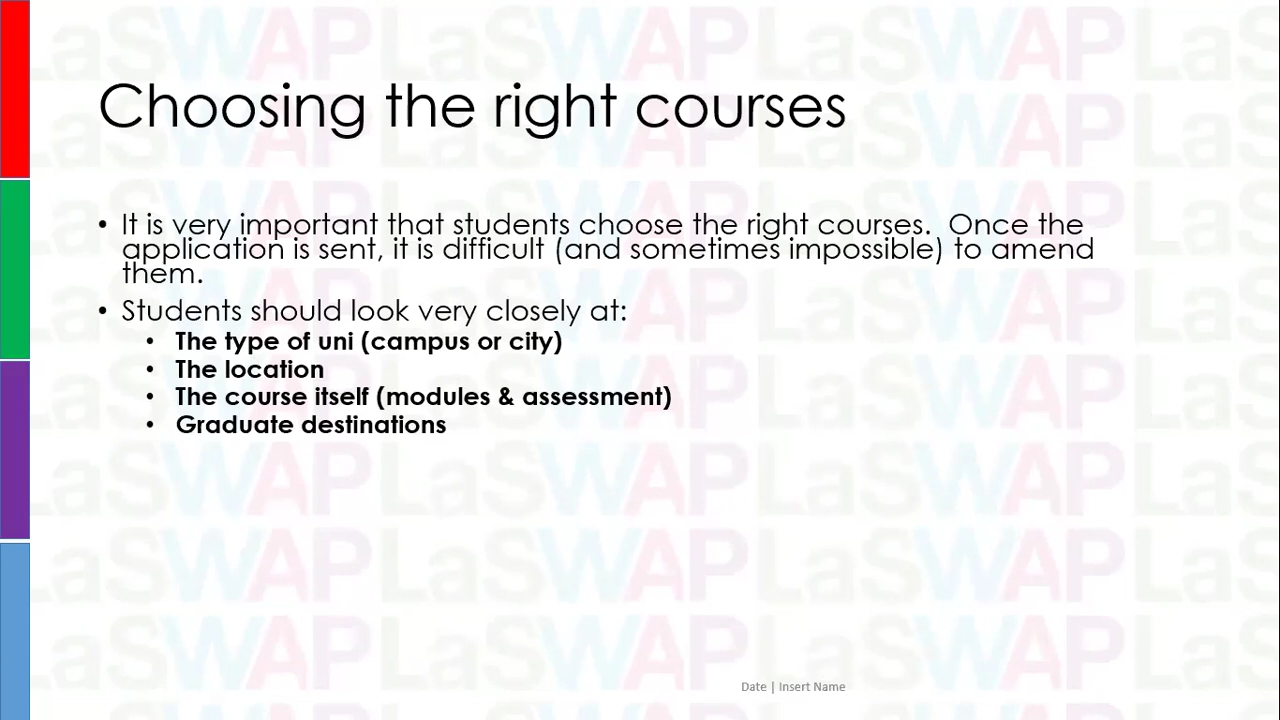 Choosing the right courses
• It is very important that students choose the right courses.  Once the
application is sent, it is difficult (and sometimes impossible) to amend
them.
• Students should look very closely at:
• The type of uni (campus or city)
• The location
• The course itself (modules & assessment)
• Graduate destinations
Date | Insert Name
LaSWAP